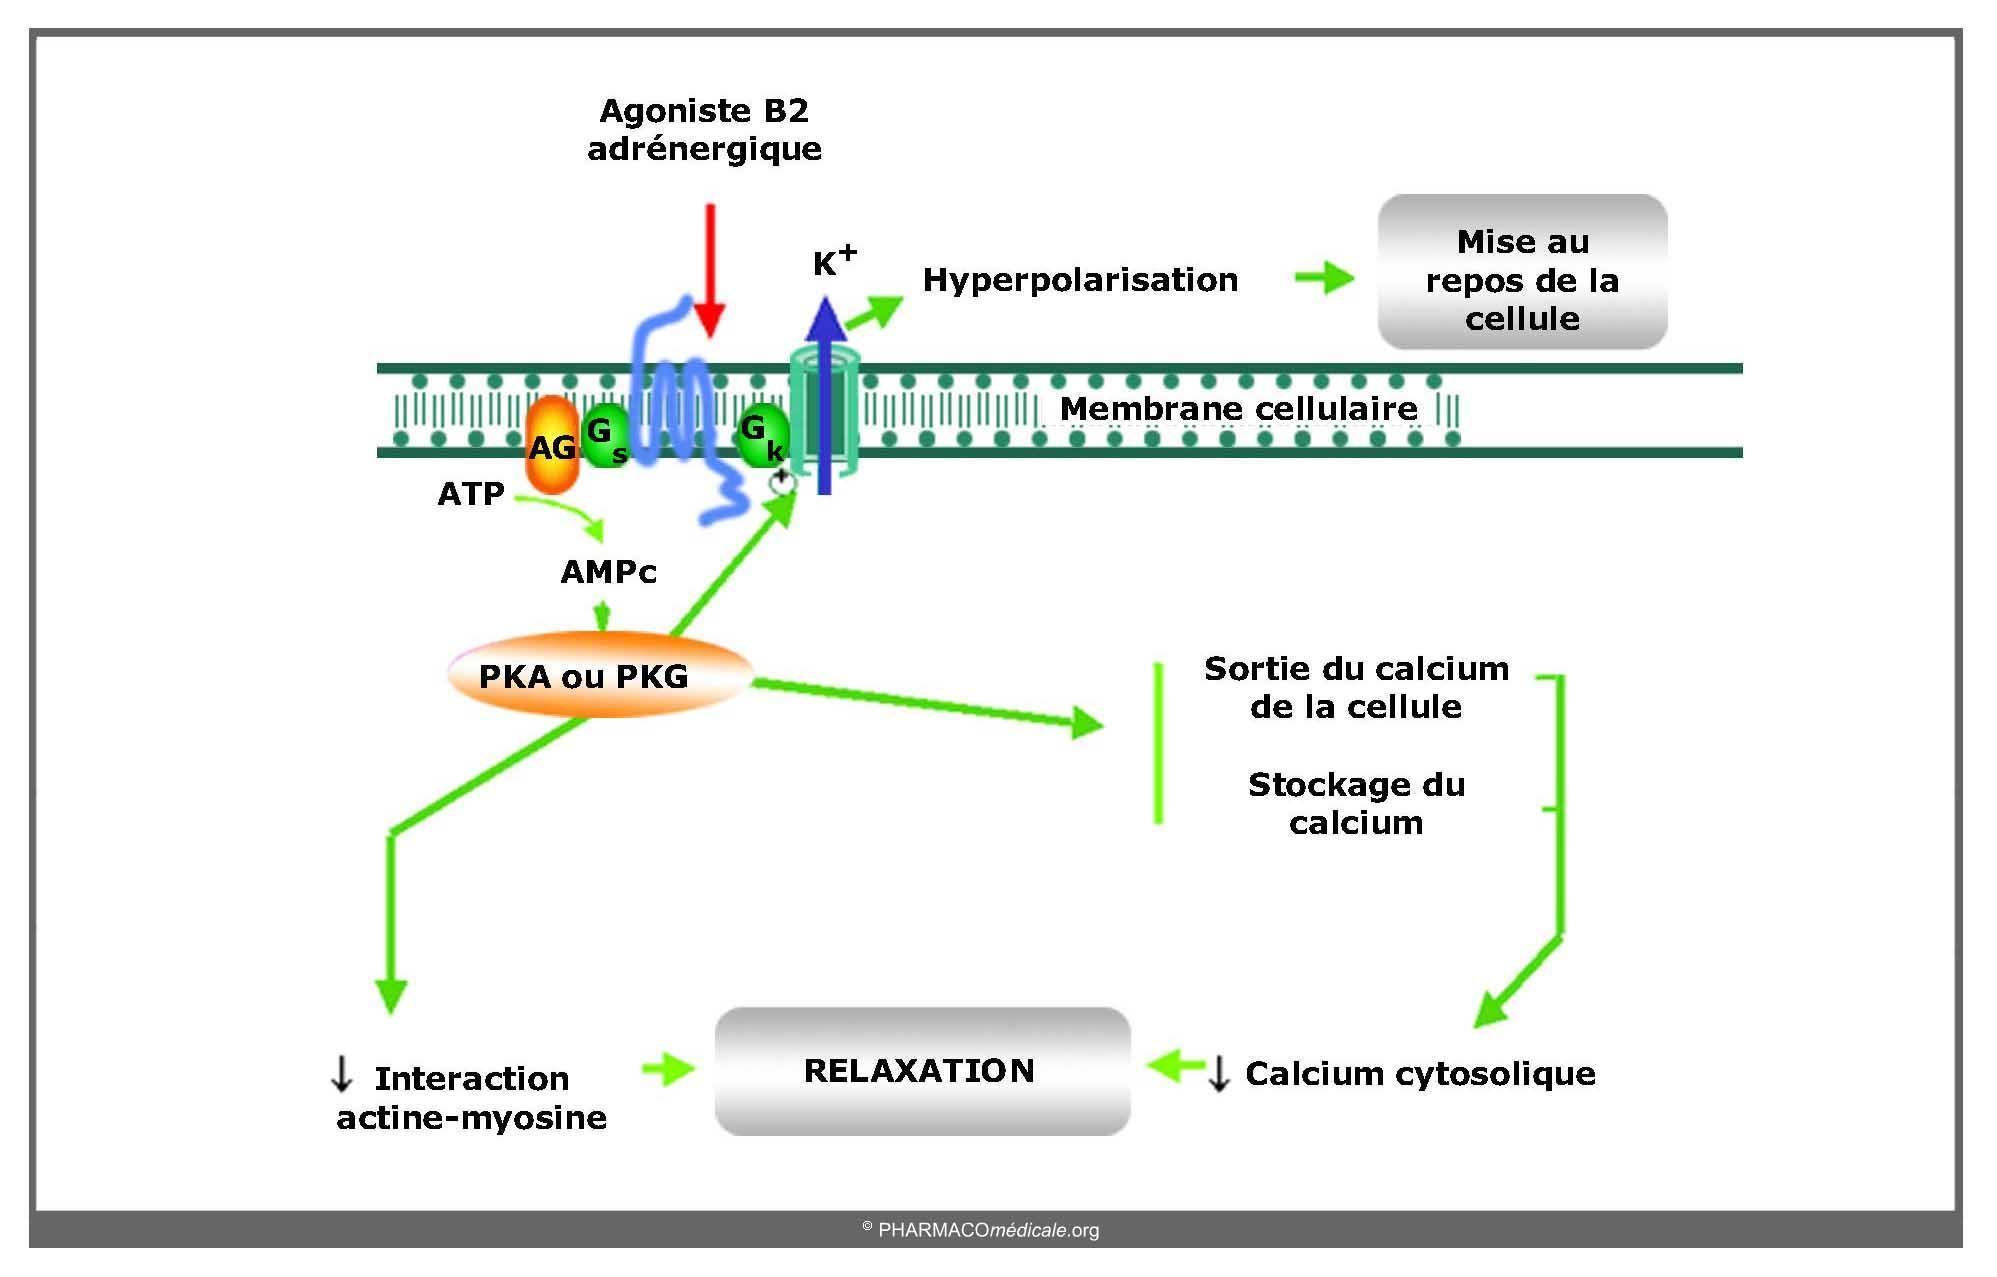 Agoniste B2
adrénergique
K+
Hyperpolarisation
Mise au
repos de la
cellule
Membrane cellulaire
AG
Gs
Gk
+
ATP
AMPc
PKA ou PKG
Sortie du calcium
de la cellule
Stockage du
calcium
↓ Interaction
actine-myosine
RELAXATION
↓ Calcium cytosolique
© PHARMACOmédicale.org